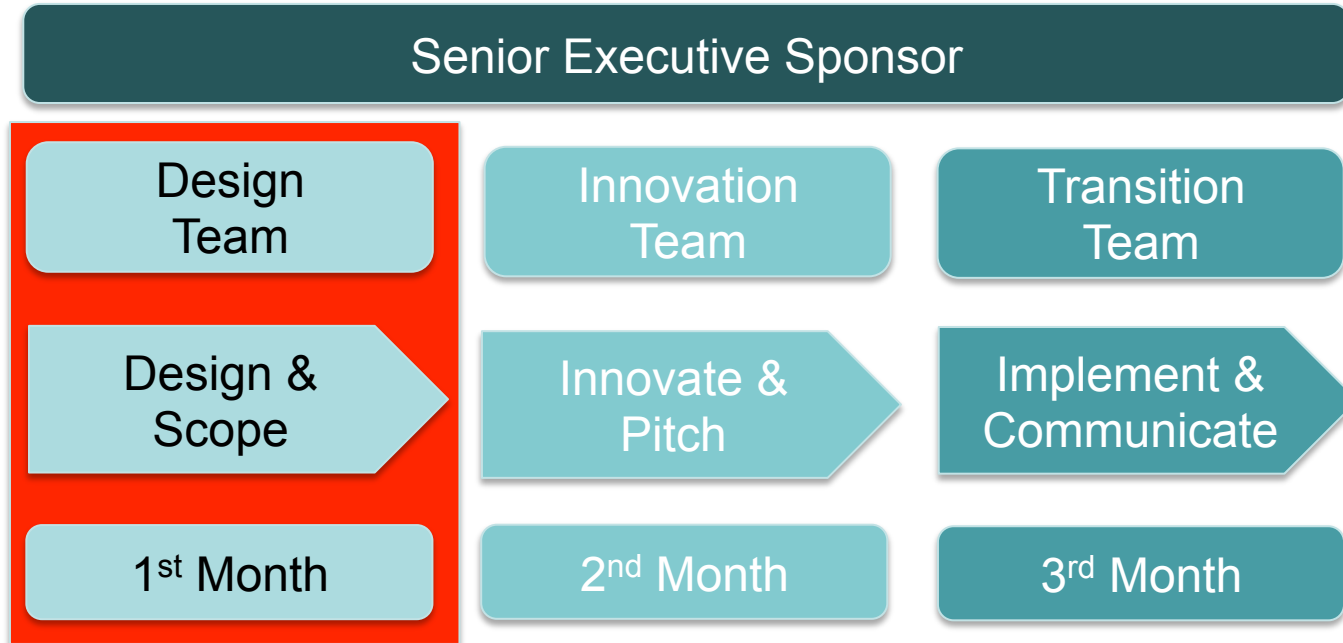 Senior Executive Sponsor
Design
Team
Innovation
Team
Transition
Team
Design &
Scope
Innovate &
Pitch
Implement &
Communicate
1st Month
2nd Month
3rd Month